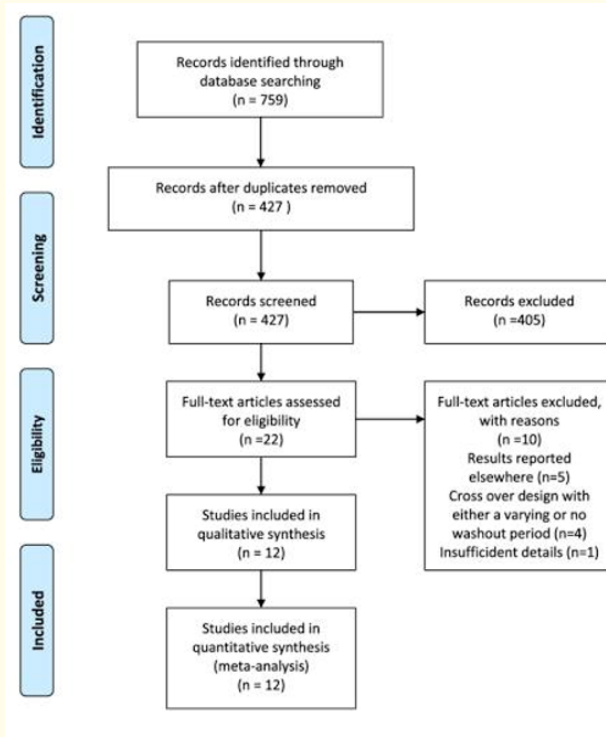 Identification
Records identified through
database searching
(n = 759)
Records after duplicates removed
(n = 427 )
Screening
Records screened
(n = 427)
Records excluded
(n =405)
Eligibility
Full-text articles assessed
for eligibility
(n =22)
Full-text articles excluded,
with reasons
(n =10)
Results reported
elsewhere (n=5)
Cross over design with
either a varying or no
washout period (n=4)
Insufficident details (n=1)
Studies included in
qualitative synthesis
(n = 12)
Included
Studies included in
quantitative synthesis
(meta-analysis)
(n = 12)